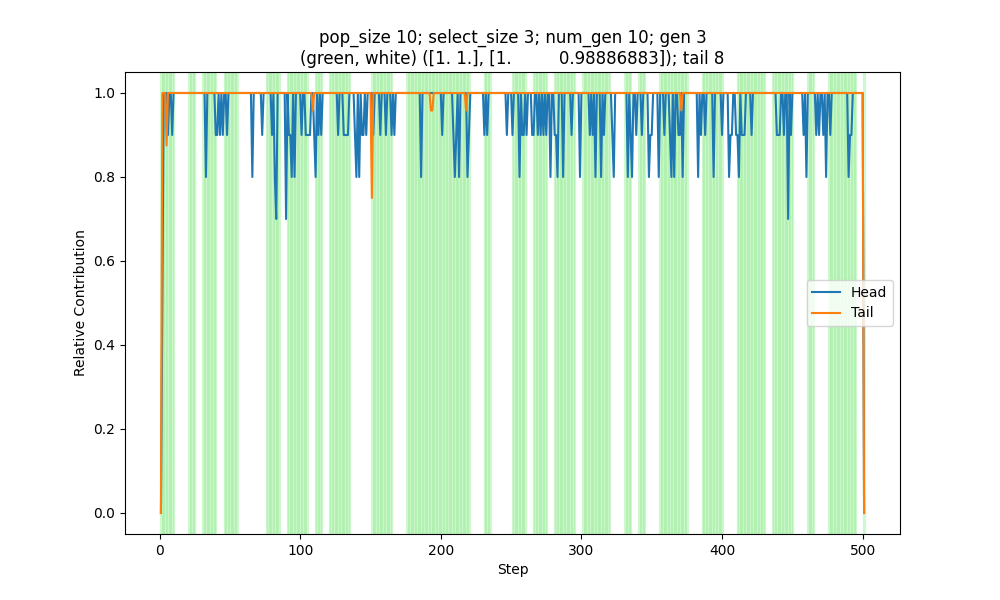 pop_size 10; select_size 3; num_gen 10; gen 3
(green, white) ([1. 1.], [1.          0.98886883]); tail 8
1.0
0.8
0.6
0.4
0.2
0.0
Relative Contribution
Head
Tail
0
100
200
300
400
500
Step